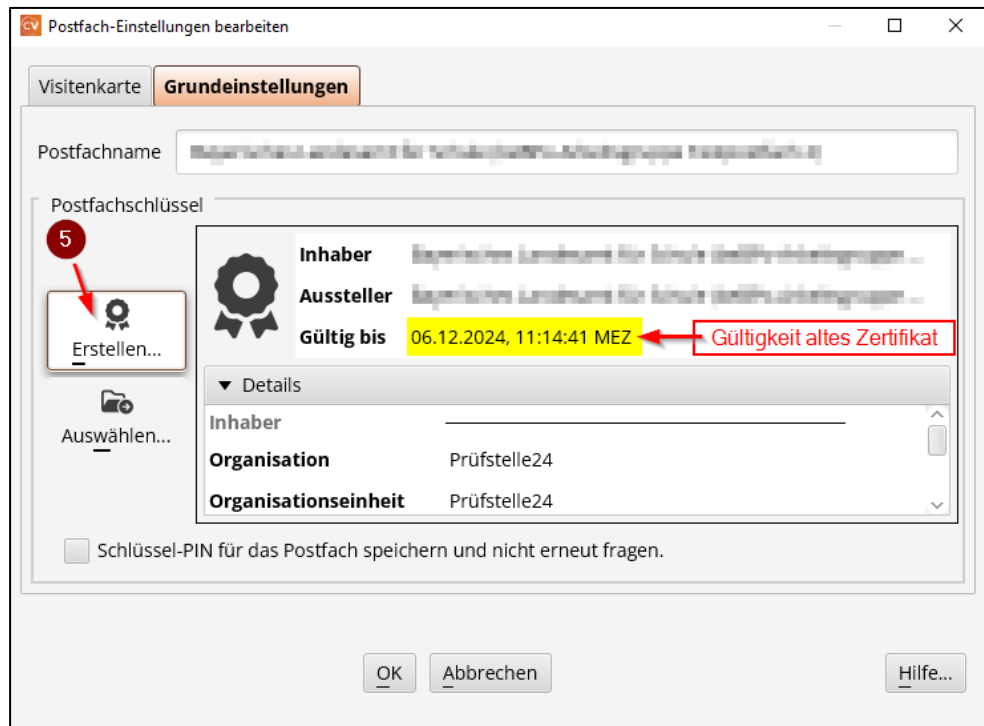 CV Postfach-Einstellungen bearbeiten
Visitenkarte Grundeinstellungen
Postfachname
Postfachschlüssel
5
Erstellen...
Auswählen...
Inhaber
Aussteller
Gültig bis 06.12.2024, 11:14:41 MEZ Gültigkeit altes Zertifikat
Details
Inhaber
Organisation Prüfstelle24
Organisationseinheit Prüfstelle24
Schlüssel-PIN für das Postfach speichern und nicht erneut fragen.
OK Abbrechen Hilfe...